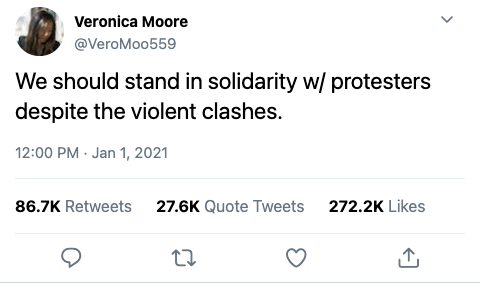 Veronica Moore
@VeroMoo559
We should stand in solidarity w/ protesters
despite the violent clashes.
12:00 PM · Jan 1, 2021
86.7K Retweets 27.6K Quote Tweets 272.2K Likes